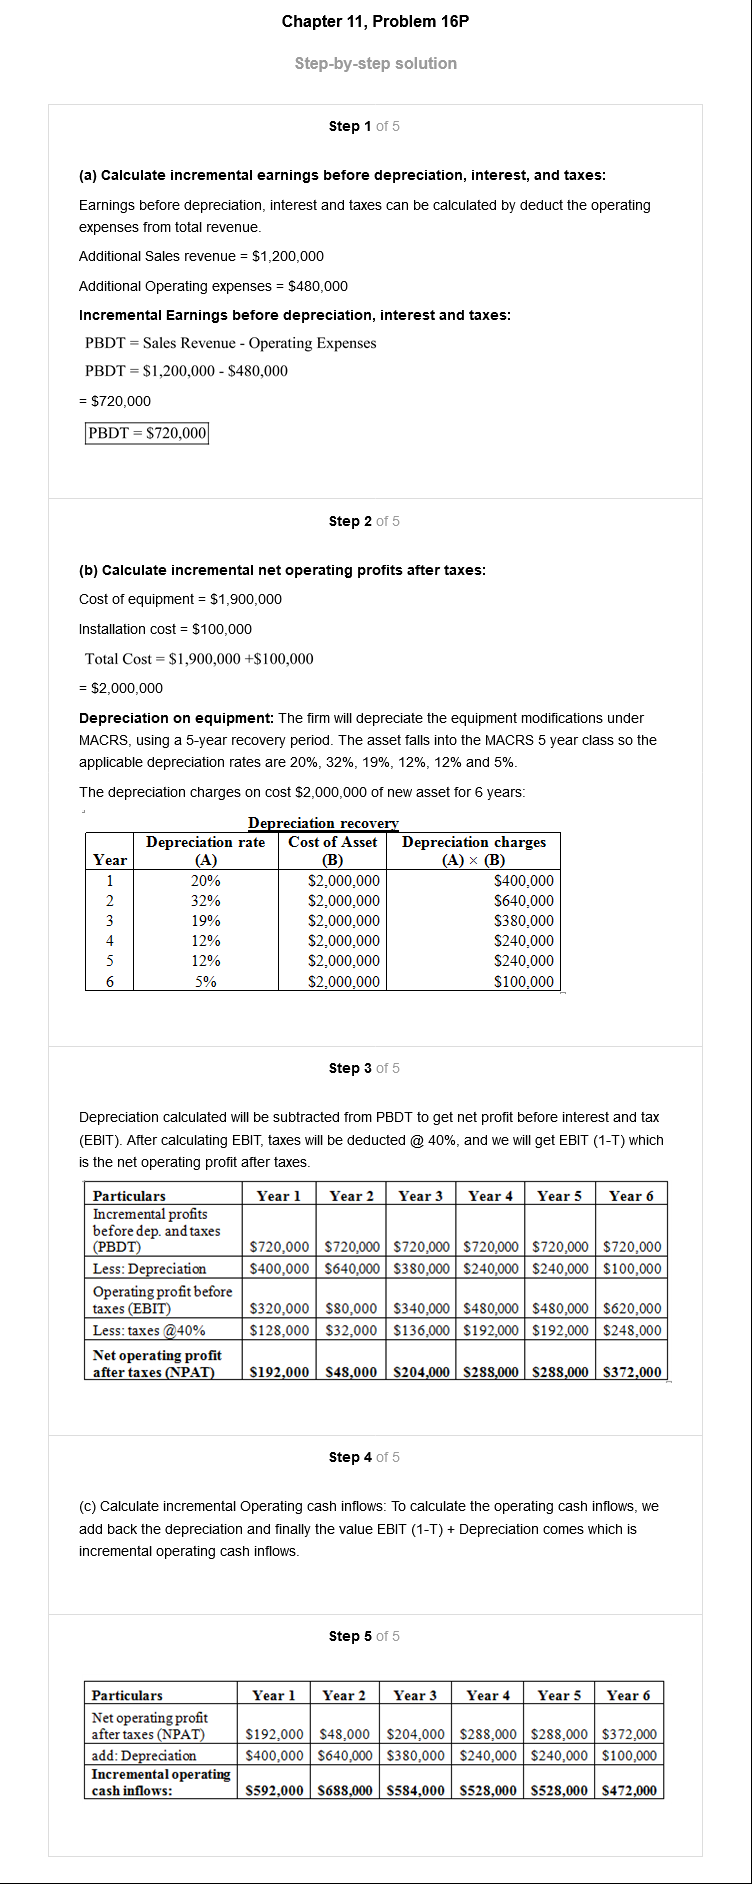 Chapter 11, Problem 16P
Step-by-step solution
Step 1 of 5
(a) Calculate incremental earnings before depreciation, interest, and taxes:
Earnings before depreciation, interest and taxes can be calculated by deduct the operating
expenses from total revenue.
Additional Sales revenue = $1,200,000
Additional Operating expenses = $480,000
Incremental Earnings before depreciation, interest and taxes:
PBDT = Sales Revenue - Operating Expenses
PBDT = $1,200,000 - $480,000
= $720,000
PBDT = $720,000
Step 2 of 5
(b) Calculate incremental net operating profits after taxes:
Cost of equipment = $1,900,000
Installation cost = $100,000
Total Cost = $1,900,000 +$100,000
= $2,000,000
Depreciation on equipment: The firm will depreciate the equipment modifications under
MACRS, using a 5-year recovery period. The asset falls into the MACRS 5 year class so the
applicable depreciation rates are 20%, 32%, 19%, 12%, 12% and 5%.
The depreciation charges on cost $2,000,000 of new asset for 6 years:
Depreciation recovery
Depreciation rate Cost of Asset Depreciation charges
Year (A) (B) (A) × (B)
1 20% $2,000,000 $400,000
2 32% $2,000,000 $640,000
3 19% $2,000,000 $380,000
4 12% $2,000,000 $240,000
5 12% $2,000,000 $240,000
6 5% $2,000,000 $100,000
Step 3 of 5
Depreciation calculated will be subtracted from PBDT to get net profit before interest and tax
(EBIT). After calculating EBIT, taxes will be deducted @ 40%, and we will get EBIT (1-T) which
is the net operating profit after taxes.
Particulars Year 1 Year 2 Year 3 Year 4 Year 5 Year 6
Incremental profits
before dep. and taxes
(PBDT) $720,000 $720,000 $720,000 $720,000 $720,000 $720,000
Less: Depreciation $400,000 $640,000 $380,000 $240,000 $240,000 $100,000
Operating profit before
taxes (EBIT) $320,000 $80,000 $340,000 $480,000 $480,000 $620,000
Less: taxes @40% $128,000 $32,000 $136,000 $192,000 $192,000 $248,000
Net operating profit
after taxes (NPAT) $192,000 $48,000 $204,000 $288,000 $288,000 $372,000
Step 4 of 5
(c) Calculate incremental Operating cash inflows: To calculate the operating cash inflows, we
add back the depreciation and finally the value EBIT (1-T) + Depreciation comes which is
incremental operating cash inflows.
Step 5 of 5
Particulars Year 1 Year 2 Year 3 Year 4 Year 5 Year 6
Net operating profit
after taxes (NPAT) $192,000 $48,000 $204,000 $288,000 $288,000 $372,000
add: Depreciation $400,000 $640,000 $380,000 $240,000 $240,000 $100,000
Incremental operating
cash inflows: $592,000 $688,000 $584,000 $528,000 $528,000 $472,000